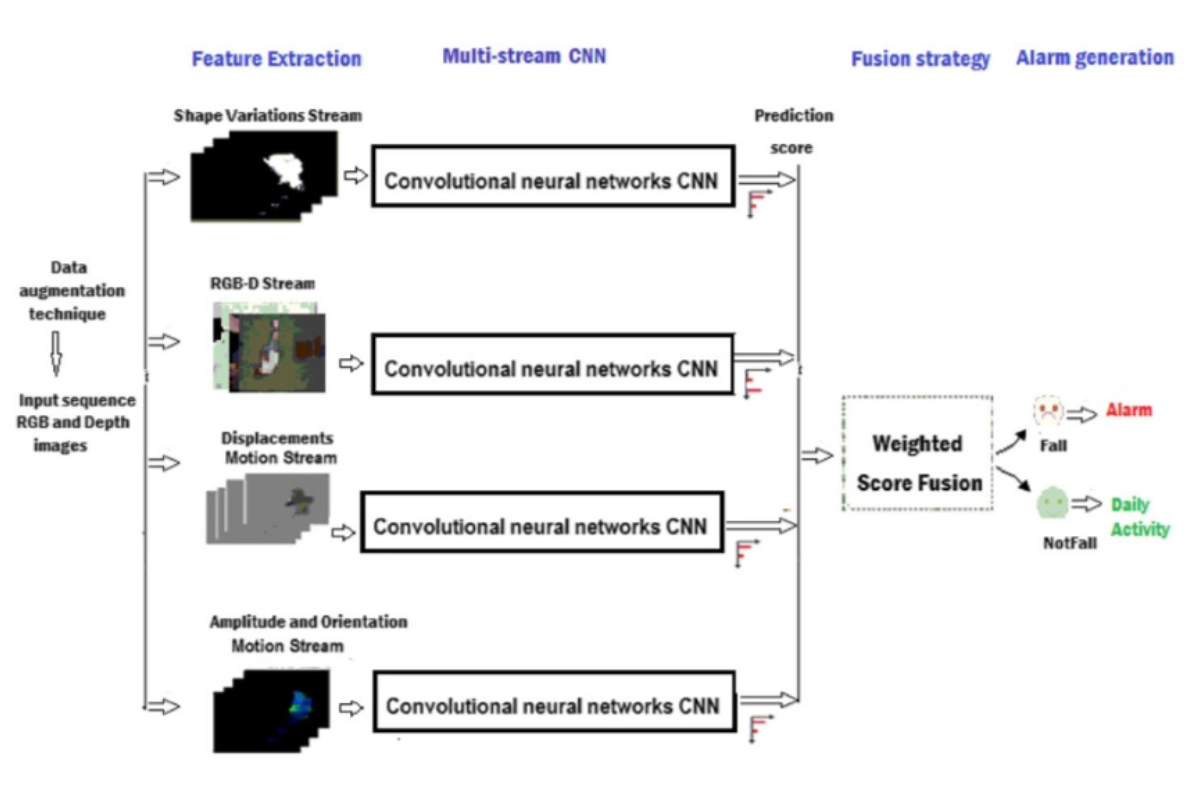 Feature Extraction
Multi-stream CNN
Fusion strategy
Alarm generation
Shape Variations Stream
Convolutional neural networks CNN
Prediction
score
Data
augmentation
technique
Input sequence
RGB and Depth
images
RGB-D Stream
Convolutional neural networks CNN
Displacements
Motion Stream
Convolutional neural networks CNN
Amplitude and Orientation
Motion Stream
Convolutional neural networks CNN
Weighted
Score Fusion
Alarm
Fall
Daily
Activity
NotFall